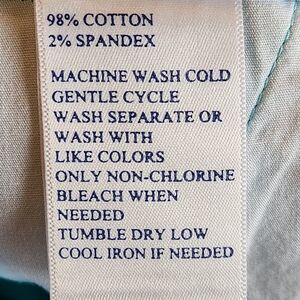 98% COTTON
2% SPANDEX
MACHINE WASH COLD
GENTLE CYCLE
WASH SEPARATE OR
WASH WITH
LIKE COLORS
ONLY NON-CHLORINE
BLEACH WHEN
NEEDED
TUMBLE DRY LOW
COOL IRON IF NEEDED